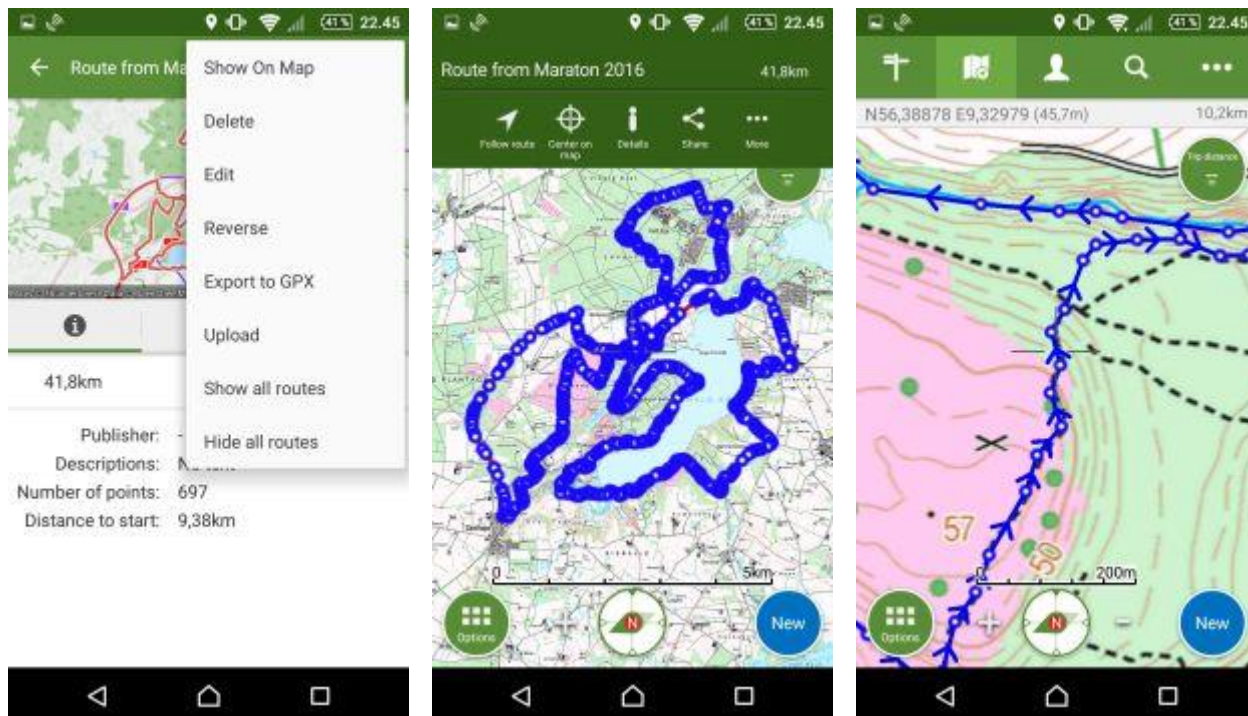 41% 22.45
Route from Ma
Show On Map
Delete
Edit
Reverse
Export to GPX
Upload
Show all routes
Hide all routes
41,8km
Publisher: -
Descriptions:
Number of points: 697
Distance to start: 9,38km
41% 22.45
Route from Maraton 2016 41,8km
Follow route
Center on map
Details
Share
More
0 5km
Options
N
New
41% 22.45
N56,38878 E9,32979 (45,7m) 10,2km
Trip distance
57
50
0 200m
Options
N
New